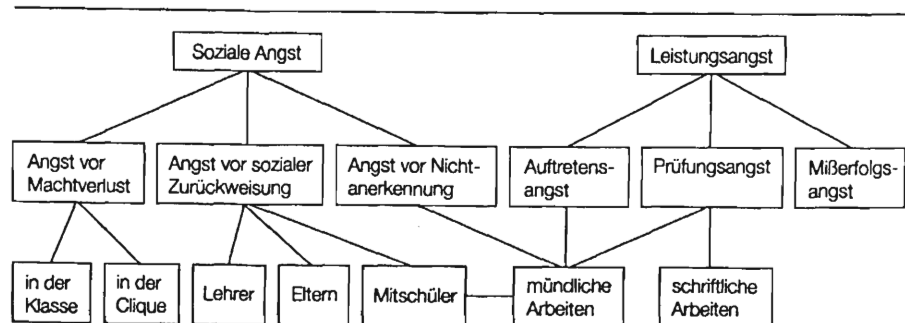 Soziale Angst
Leistungsangst
Angst vor
Machtverlust
Angst vor sozialer
Zurückweisung
Angst vor Nicht-
anerkennung
Auftretens-
angst
Prüfungsangst
Mißerfolgs-
angst
in der
Klasse
in der
Clique
Lehrer
Eltern
Mitschüler
mündliche
Arbeiten
schriftliche
Arbeiten